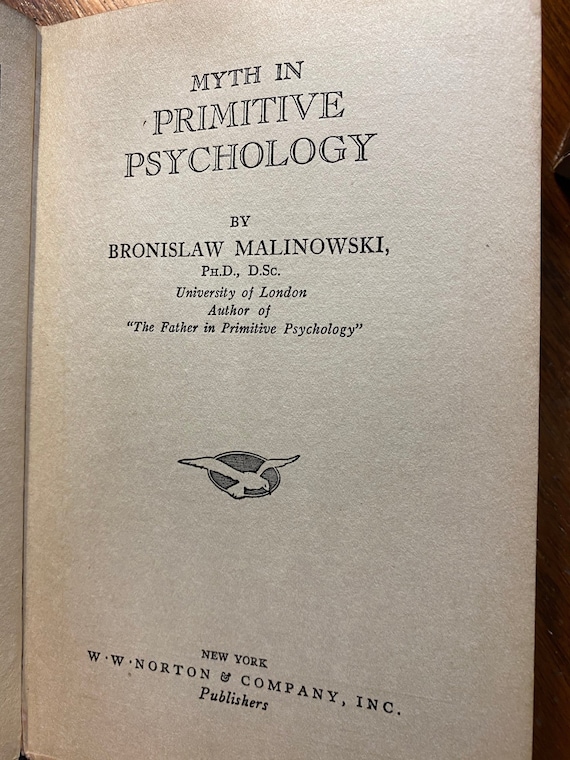 MYTH IN
PRIMITIVE
PSYCHOLOGY
BY
BRONISLAW MALINOWSKI,
PH.D., D.SC.
University of London
Author of
"The Father in Primitive Psychology"
NEW YORK
W · W · NORTON & COMPANY, INC.
Publishers